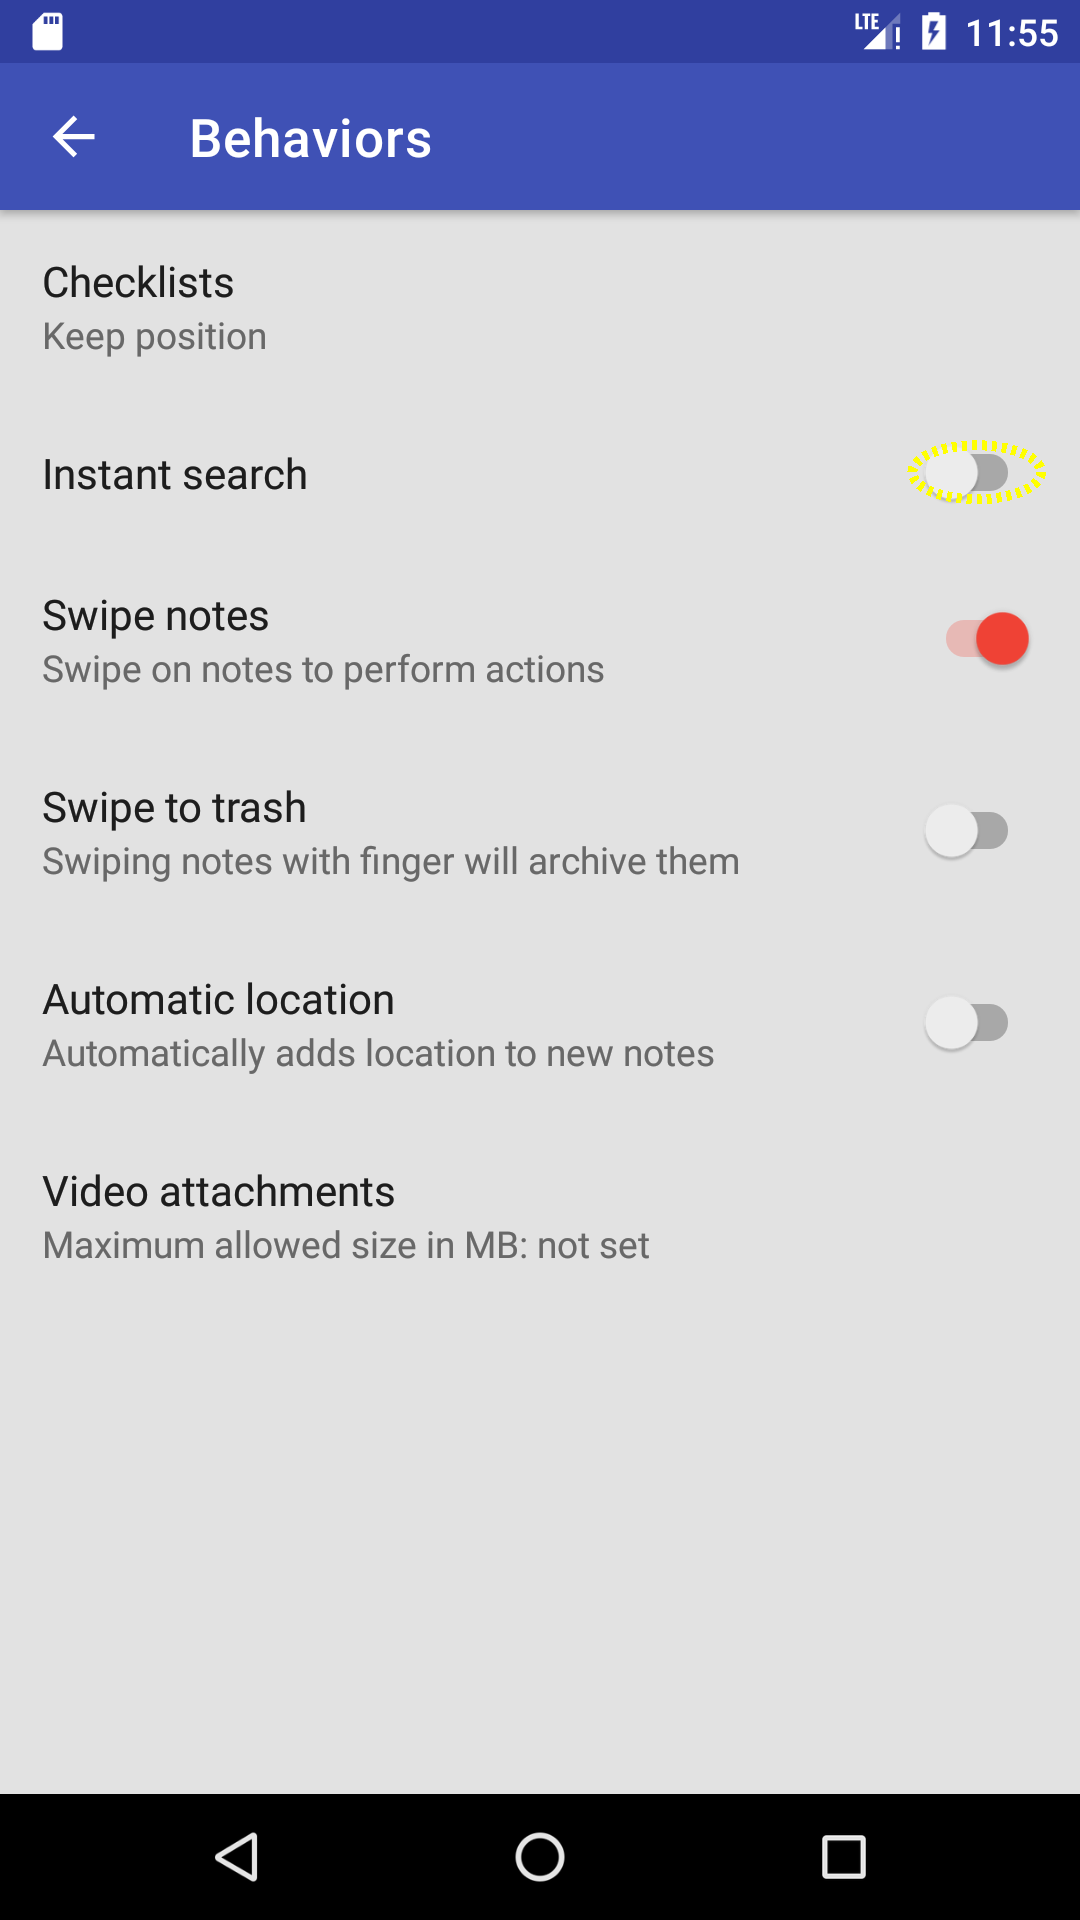 LTE 11:55
Behaviors
Checklists
Keep position
Instant search
Swipe notes
Swipe on notes to perform actions
Swipe to trash
Swiping notes with finger will archive them
Automatic location
Automatically adds location to new notes
Video attachments
Maximum allowed size in MB: not set